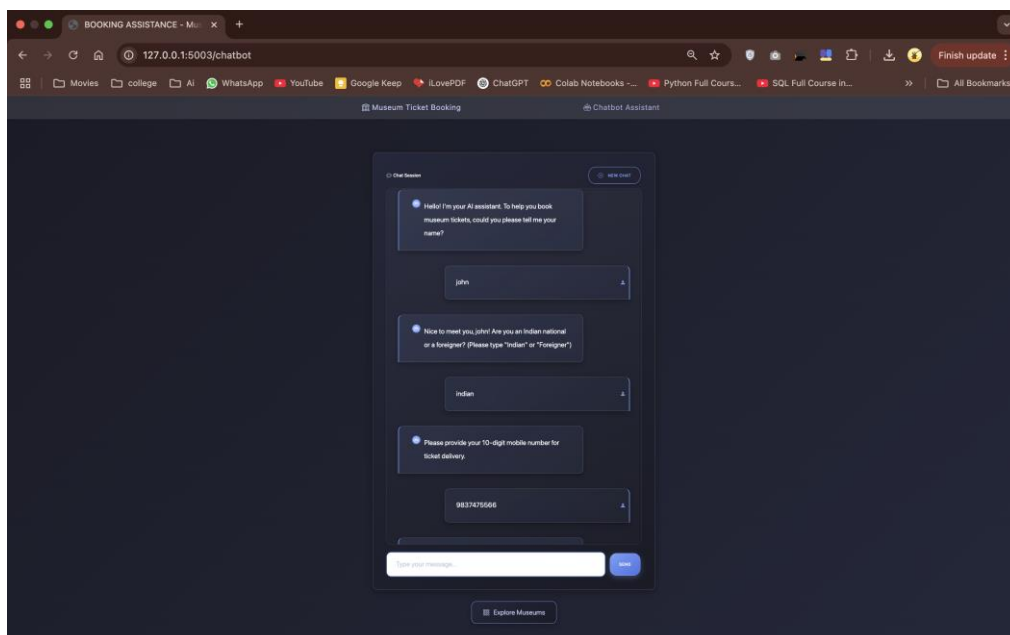 BOOKING ASSISTANCE - Mu
127.0.0.1:5003/chatbot
Finish update
Movies college Ai WhatsApp YouTube Google Keep iLovePDF ChatGPT Colab Notebooks -... Python Full Cours... SQL Full Course in... All Bookmarks
Museum Ticket Booking Chatbot Assistant
Chat Session NEW CHAT
Hello! I'm your AI assistant. To help you book
museum tickets, could you please tell me your
name?
john
Nice to meet you, john! Are you an Indian national
or a foreigner? (Please type "Indian" or "Foreigner")
indian
Please provide your 10-digit mobile number for
ticket delivery.
9837475566
Type your message... SEND
Explore Museums